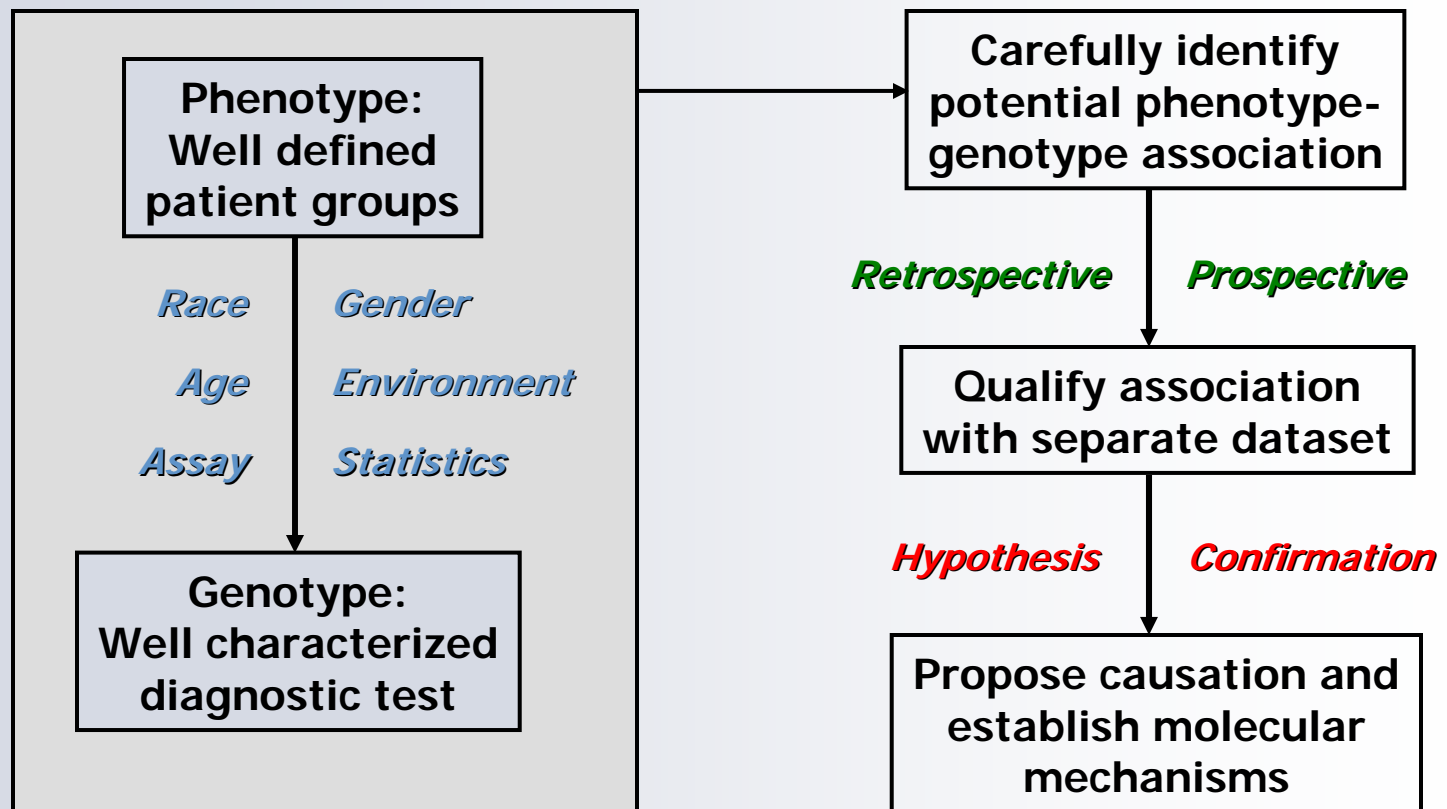 Phenotype:
Well defined
patient groups
Race Gender
Age Environment
Assay Statistics
Genotype:
Well characterized
diagnostic test
Carefully identify
potential phenotype-
genotype association
Retrospective Prospective
Qualify association
with separate dataset
Hypothesis Confirmation
Propose causation and
establish molecular
mechanisms